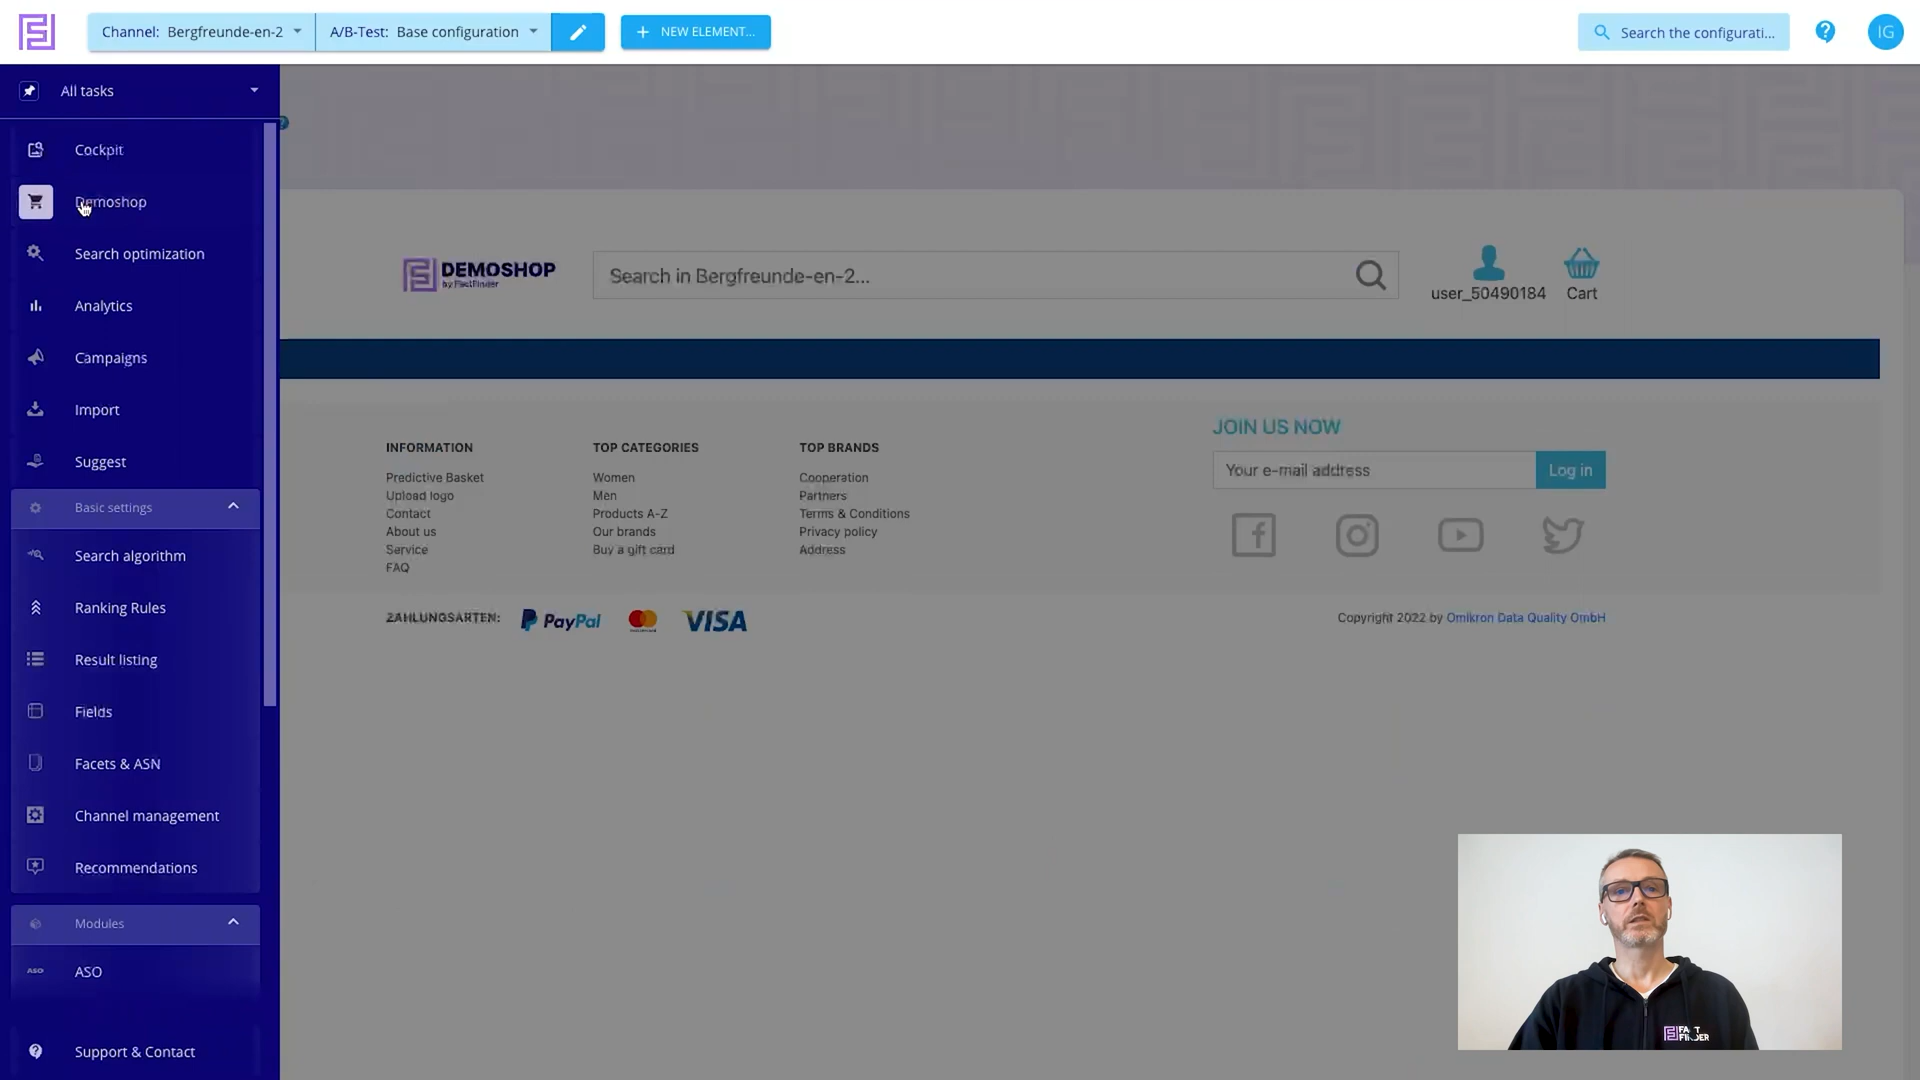 Channel: Bergfreunde-en-2
A/B-Test: Base configuration
NEW ELEMENT...
Search the configurati...
IG
All tasks
Cockpit
Demoshop
Search optimization
Analytics
Campaigns
Import
Suggest
Basic settings
Search algorithm
Ranking Rules
Result listing
Fields
Facets & ASN
Channel management
Recommendations
Modules
ASO
ASO
Support & Contact
DEMOSHOP
by FactFinder
Search in Bergfreunde-en-2...
user_50490184
Cart
INFORMATION
Predictive Basket
Upload logo
Contact
About us
Service
FAQ
TOP CATEGORIES
Women
Men
Products A-Z
Our brands
Buy a gift card
TOP BRANDS
Cooperation
Partners
Terms & Conditions
Privacy policy
Address
JOIN US NOW
Your e-mail address
Log in
ZAHLUNGSARTEN:
PayPal
VISA
Copyright 2022 by Omikron Data Quality GmbH
FACT
FINDER